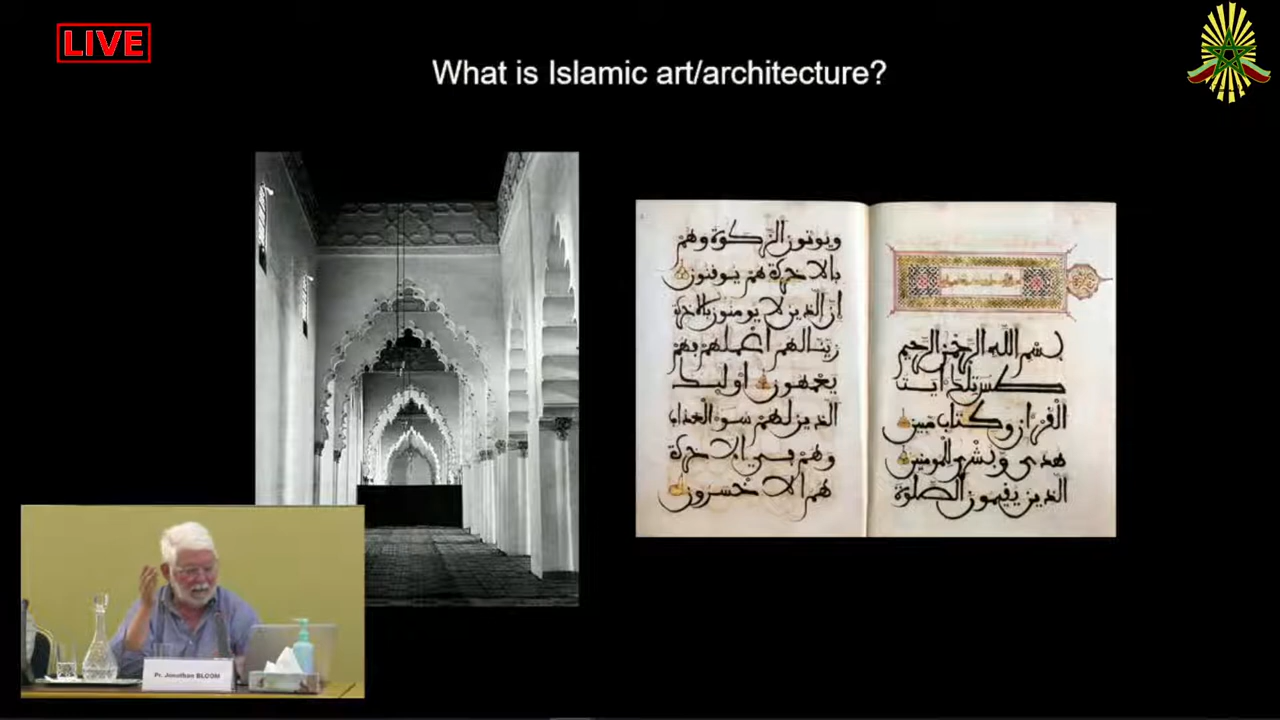 LIVE
What is Islamic art/architecture?
بسم الله الرحمن الرحيم
طس تلك ايت
القران وكتاب مبين
هدى وبشرى للمومنين
الذين يقيمون الصلوة
ويوتون الزكوة وهم
بالاخرة هم يوقنون
ان الذين لا يومنون بالاخرة
زينا لهم اعملهم فهم
يعمهون اوليك
الذين لهم سوء العذاب
وهم في الاخرة
هم الاخسرون
Pr. Jonathan BLOOM